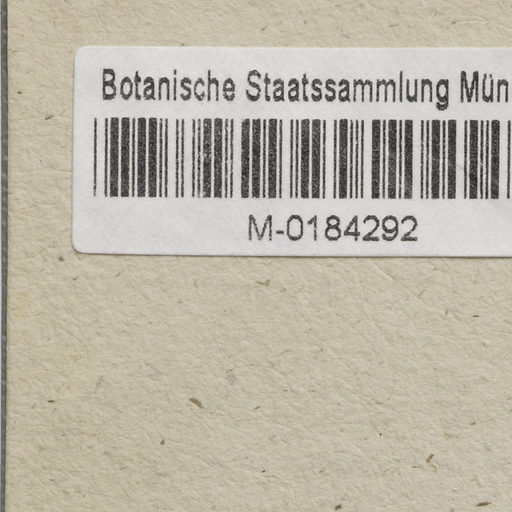 Botanische Staatssammlung Mün
M-0184292